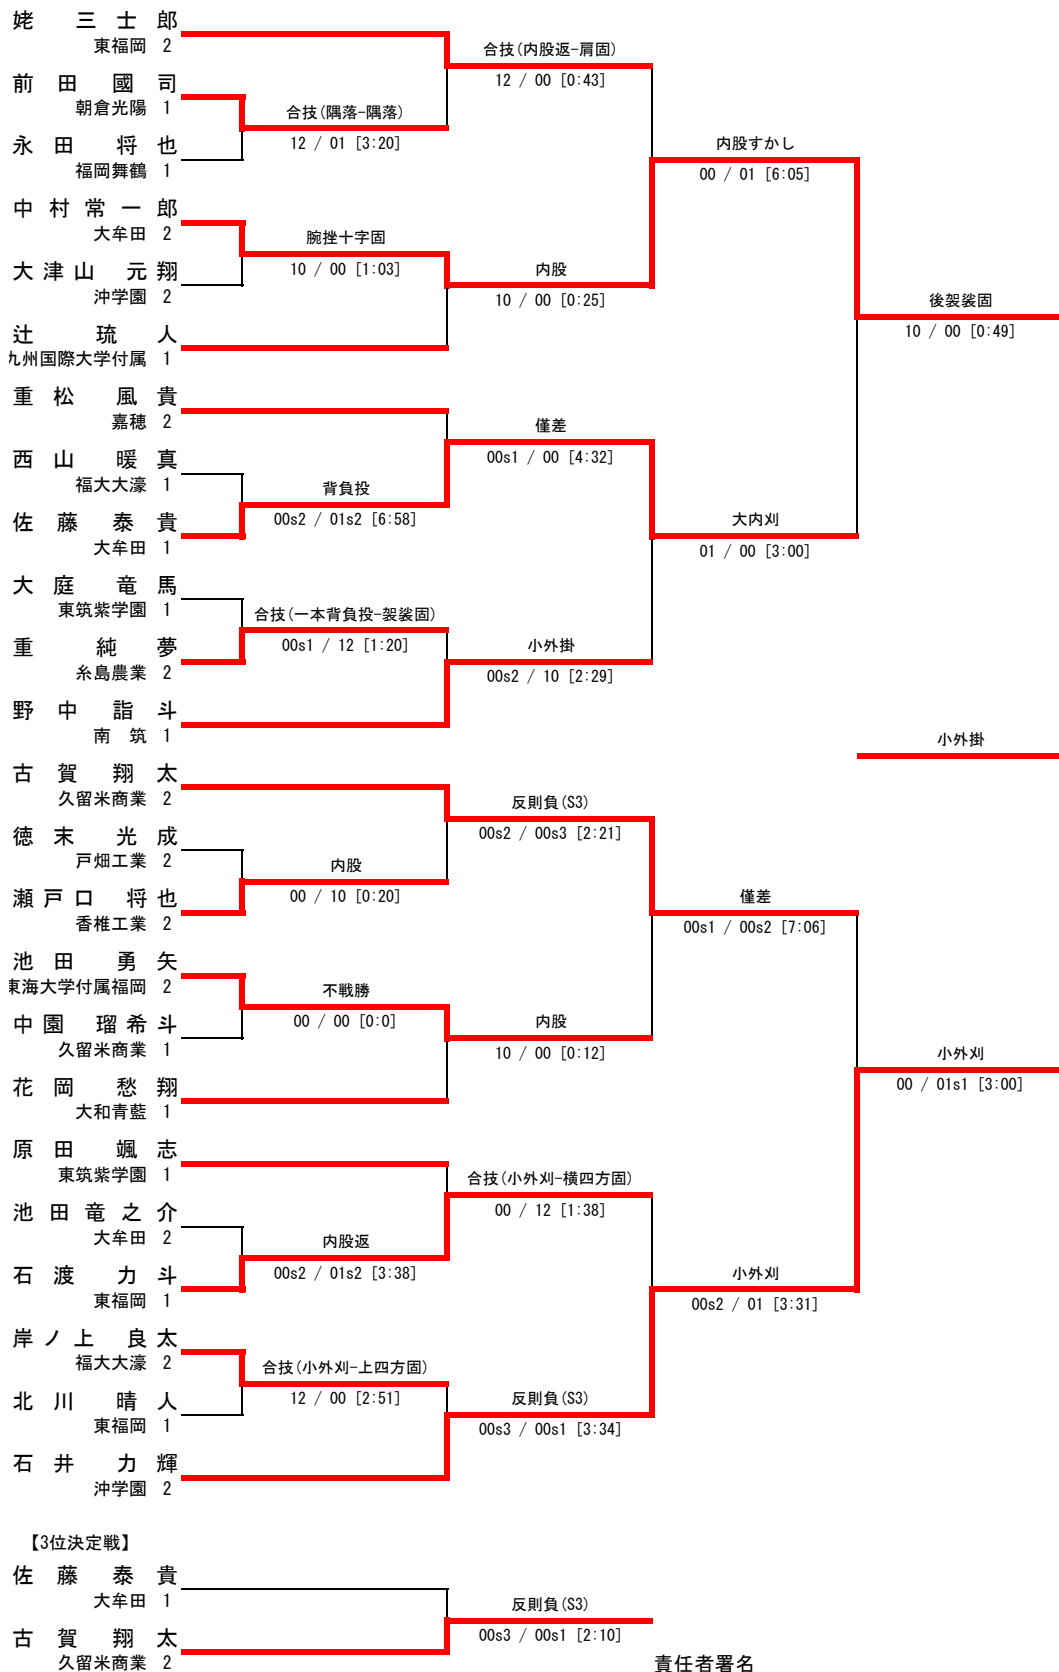 姥 三士郎
東福岡 2
合技(内股返-肩固)
12 / 00 [0:43]
前田 國司
朝倉光陽 1
合技(隅落-隅落)
12 / 01 [3:20]
永田 将也
福岡舞鶴 1
内股すかし
00 / 01 [6:05]
中村常一郎
大牟田 2
腕挫十字固
10 / 00 [1:03]
大津山 元翔
沖学園 2
内股
10 / 00 [0:25]
辻 琉人
九州国際大学付属 1
後袈裟固
10 / 00 [0:49]
重松 風貴
嘉穂 2
僅差
00s1 / 00 [4:32]
西山 暖真
福大大濠 1
背負投
00s2 / 01s2 [6:58]
佐藤 泰貴
大牟田 1
大内刈
01 / 00 [3:00]
大庭 竜馬
東筑紫学園 1
合技(一本背負投-袈裟固)
00s1 / 12 [1:20]
重 純夢
糸島農業 2
小外掛
00s2 / 10 [2:29]
野中 詣斗
南 筑 1
小外掛
古賀 翔太
久留米商業 2
反則負(S3)
00s2 / 00s3 [2:21]
徳末 光成
戸畑工業 2
内股
00 / 10 [0:20]
瀬戸口 将也
香椎工業 2
僅差
00s1 / 00s2 [7:06]
池田 勇矢
東海大学付属福岡 2
不戦勝
00 / 00 [0:0]
中園 瑠希斗
久留米商業 1
内股
10 / 00 [0:12]
花岡 愁翔
大和青藍 1
小外刈
00 / 01s1 [3:00]
原田 颯志
東筑紫学園 1
合技(小外刈-横四方固)
00 / 12 [1:38]
池田竜之介
大牟田 2
内股返
00s2 / 01s2 [3:38]
石渡 力斗
東福岡 1
小外刈
00s2 / 01 [3:31]
岸ノ上 良太
福大大濠 2
合技(小外刈-上四方固)
12 / 00 [2:51]
北川 晴人
東福岡 1
反則負(S3)
00s3 / 00s1 [3:34]
石井 力輝
沖学園 2
【3位決定戦】
佐藤 泰貴
大牟田 1
反則負(S3)
00s3 / 00s1 [2:10]
古賀 翔太
久留米商業 2
責任者署名